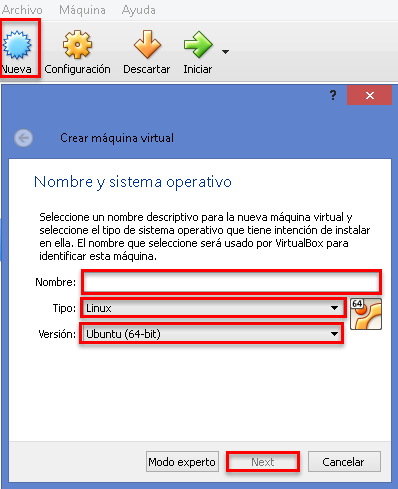 Archivo Máquina Ayuda
Nueva Configuración Descartar Iniciar
?
Crear máquina virtual
Nombre y sistema operativo
Seleccione un nombre descriptivo para la nueva máquina virtual y
seleccione el tipo de sistema operativo que tiene intención de instalar
en ella. El nombre que seleccione será usado por VirtualBox para
identificar esta máquina.
Nombre:
Tipo: Linux
64
Versión: Ubuntu (64-bit)
Modo experto Next Cancelar